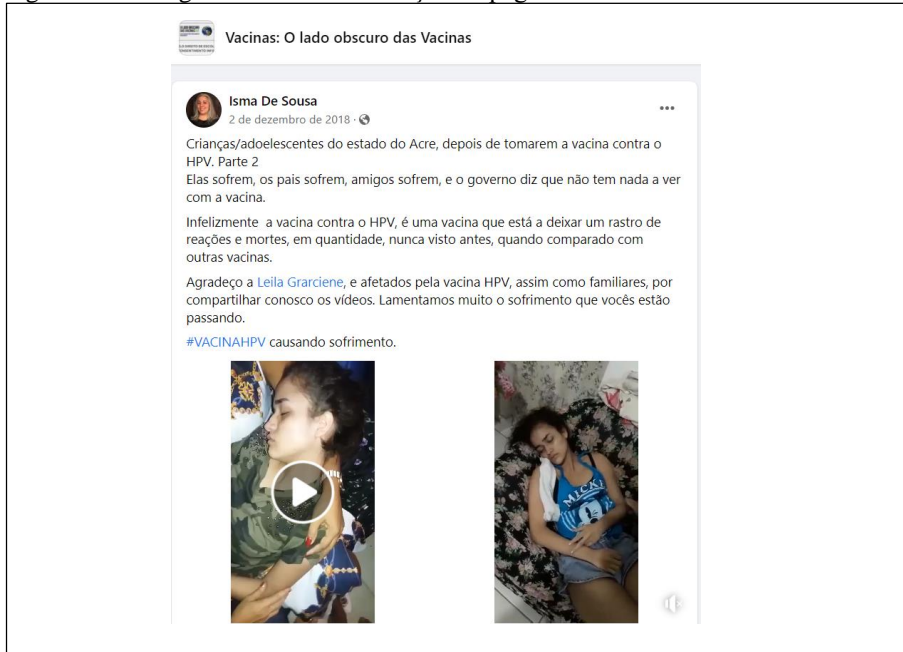 Vacinas: O lado obscuro das Vacinas
Isma De Sousa
2 de dezembro de 2018 ·
Crianças/adoelescentes do estado do Acre, depois de tomarem a vacina contra o
HPV. Parte 2
Elas sofrem, os pais sofrem, amigos sofrem, e o governo diz que não tem nada a ver
com a vacina.
Infelizmente a vacina contra o HPV, é uma vacina que está a deixar um rastro de
reações e mortes, em quantidade, nunca visto antes, quando comparado com
outras vacinas.
Agradeço a Leila Grarciene, e afetados pela vacina HPV, assim como familiares, por
compartilhar conosco os vídeos. Lamentamos muito o sofrimento que vocês estão
passando.
#VACINAHPV causando sofrimento.
MICK